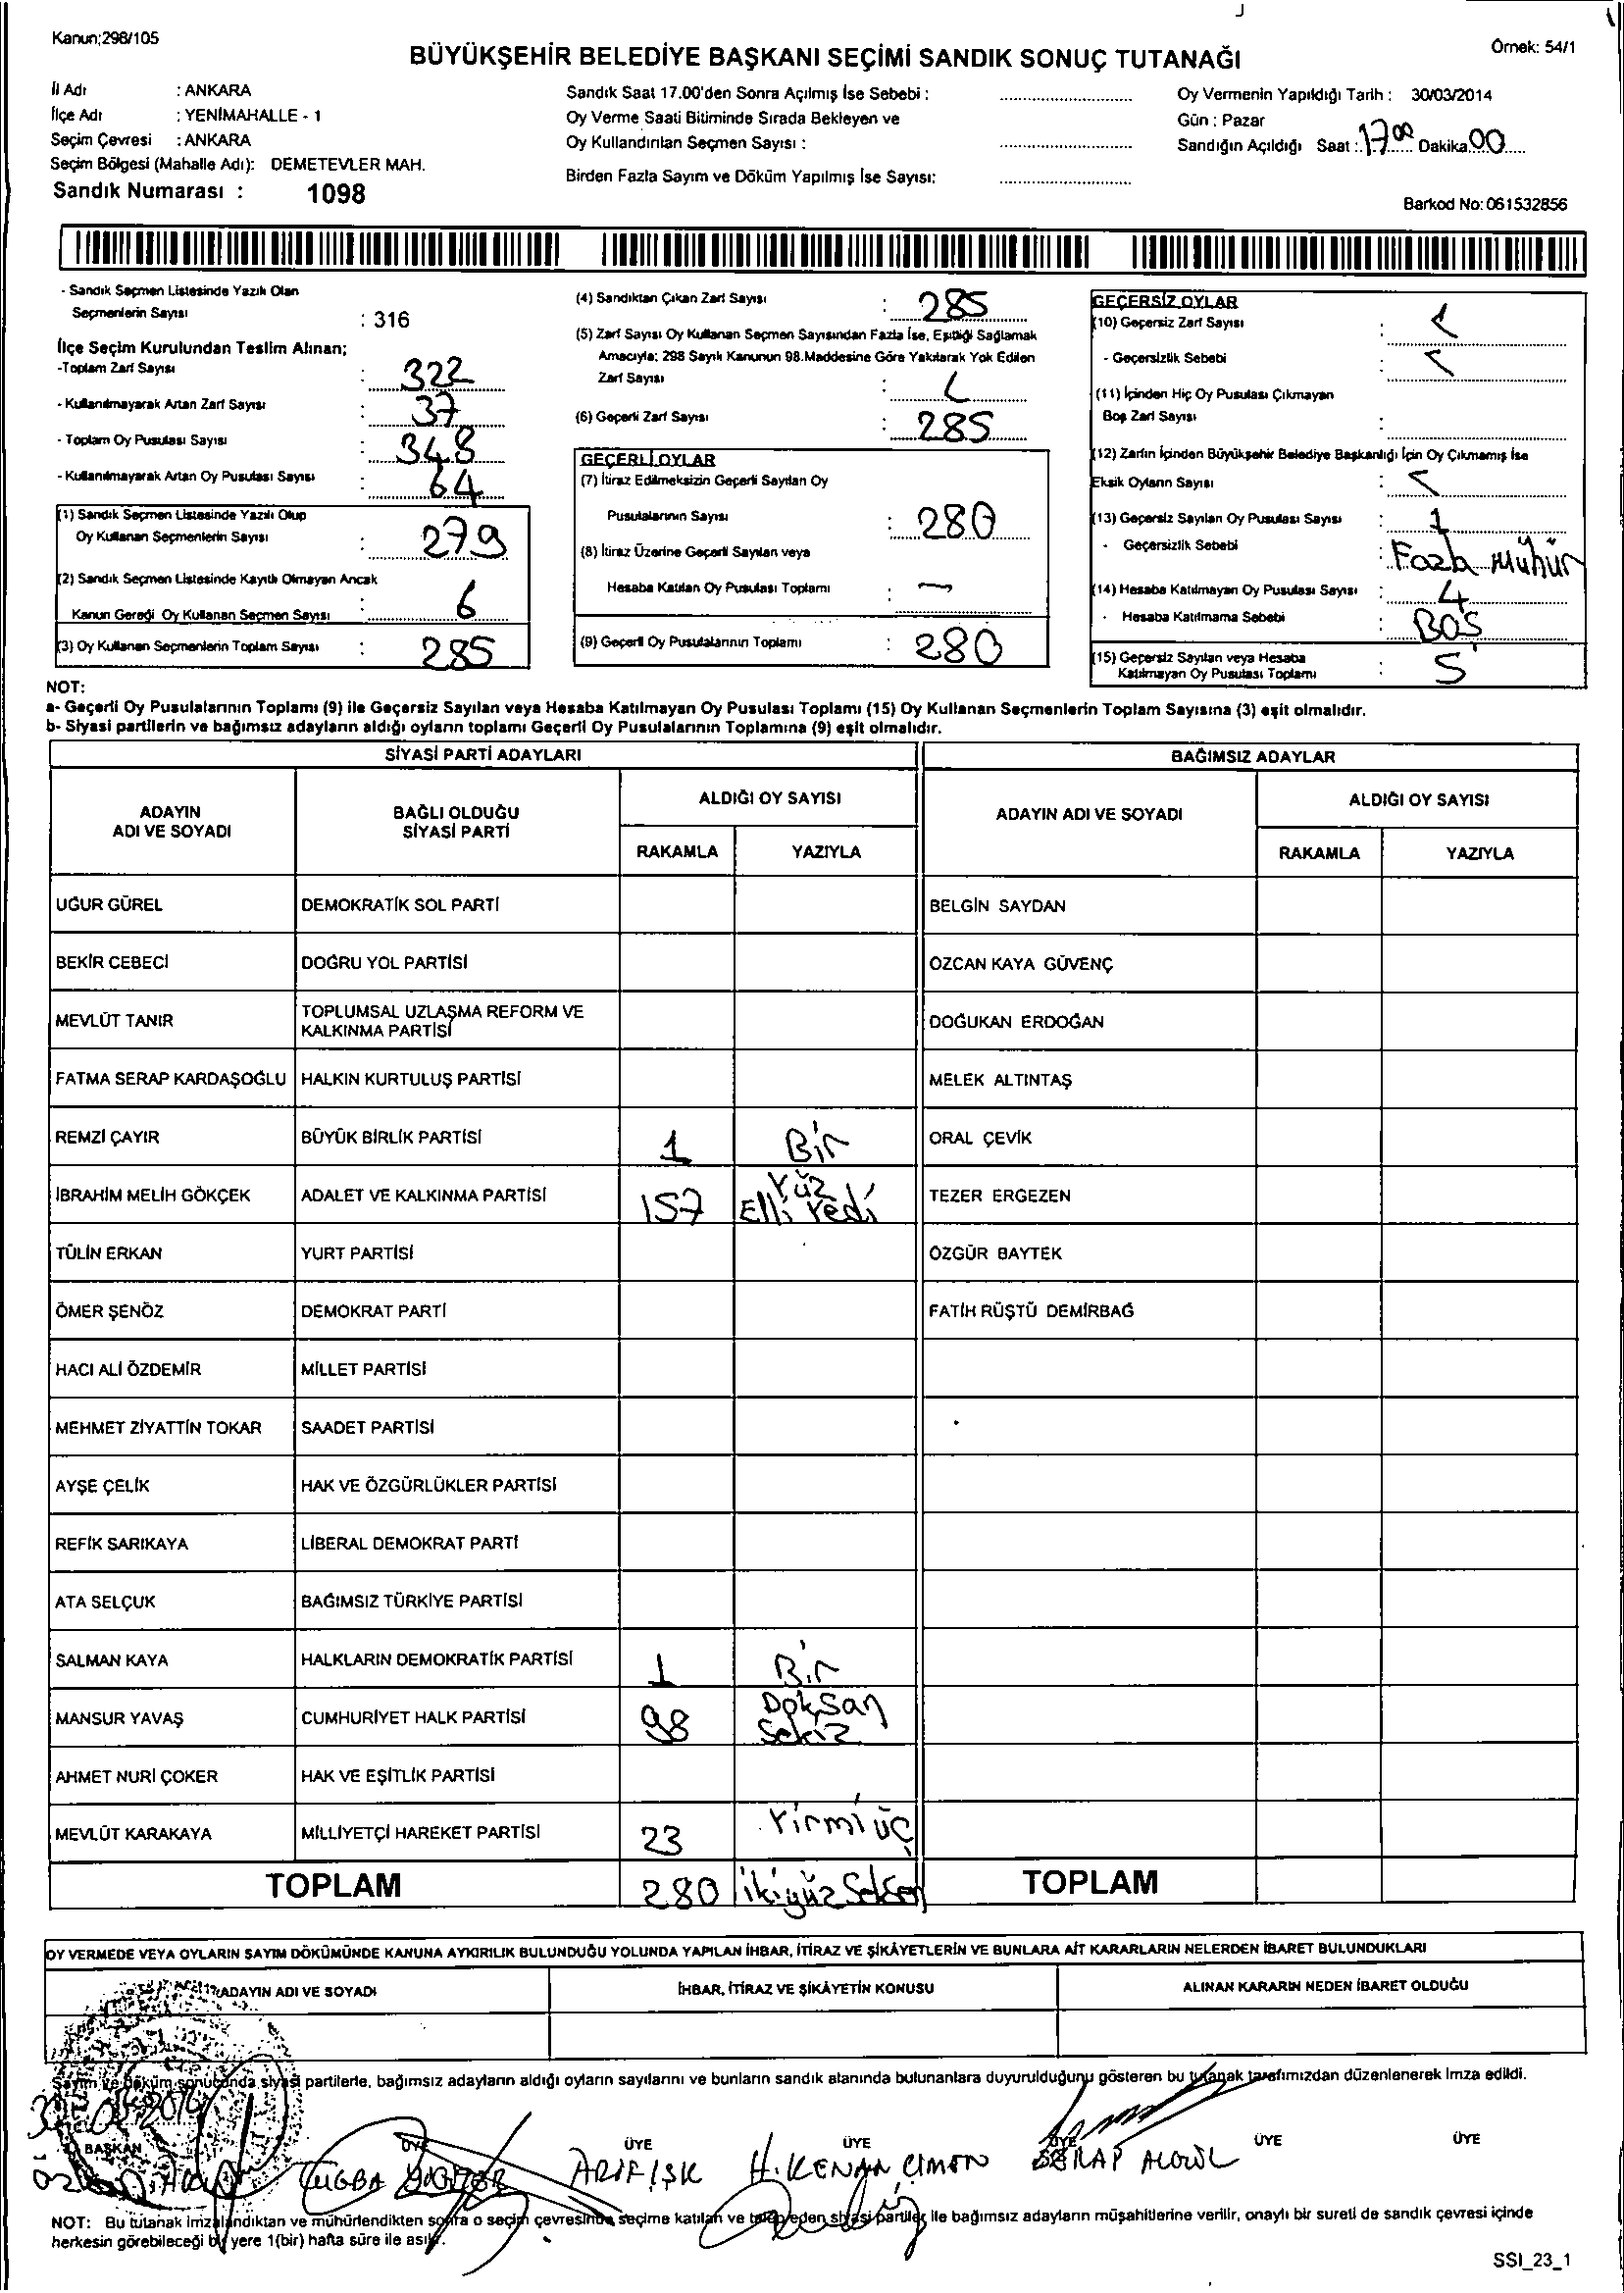 Kanun;298/105
Örnek: 54/1
BÜYÜKŞEHİR BELEDİYE BAŞKANI SEÇİMİ SANDIK SONUÇ TUTANAĞI
İl Adı : ANKARA
İlçe Adı : YENİMAHALLE - 1
Seçim Çevresi : ANKARA
Seçim Bölgesi (Mahalle Adı): DEMETEVLER MAH.
Sandık Numarası : 1098
Sandık Saat 17.00'den Sonra Açılmış İse Sebebi :
Oy Verme Saati Bitiminde Sırada Bekleyen ve
Oy Kullandırılan Seçmen Sayısı :
Birden Fazla Sayım ve Döküm Yapılmış İse Sayısı:
Oy Vermenin Yapıldığı Tarih : 30/03/2014
Gün : Pazar
Sandığın Açıldığı Saat : 17 00 Dakika 00
Barkod No: 061532856
- Sandık Seçmen Listesinde Yazılı Olan
Seçmenlerin Sayısı : 316
İlçe Seçim Kurulundan Teslim Alınan;
-Toplam Zarf Sayısı : 322
- Kullanılmayarak Artan Zarf Sayısı : 37
- Toplam Oy Pusulası Sayısı : 348
- Kullanılmayarak Artan Oy Pusulası Sayısı : 64
(1) Sandık Seçmen Listesinde Yazılı Olup
Oy Kullanan Seçmenlerin Sayısı : 279
(2) Sandık Seçmen Listesinde Kayıtlı Olmayan Ancak
Kanun Gereği Oy Kullanan Seçmen Sayısı : 6
(3) Oy Kullanan Seçmenlerin Toplam Sayısı : 285
(4) Sandıktan Çıkan Zarf Sayısı : 285
(5) Zarf Sayısı Oy Kullanan Seçmen Sayısından Fazla İse, Eşitliği Sağlamak
Amacıyla; 298 Sayılı Kanunun 98.Maddesine Göre Yakılarak Yok Edilen
Zarf Sayısı :
(6) Geçerli Zarf Sayısı : 285
GEÇERLİ OYLAR
(7) İtiraz Edilmeksizin Geçerli Sayılan Oy
Pusulalarının Sayısı : 280
(8) İtiraz Üzerine Geçerli Sayılan veya
Hesaba Katılan Oy Pusulası Toplamı : -
(9) Geçerli Oy Pusulalarının Toplamı : 280
GEÇERSİZ OYLAR
(10) Geçersiz Zarf Sayısı :
- Geçersizlik Sebebi :
(11) İçinden Hiç Oy Pusulası Çıkmayan
Boş Zarf Sayısı :
(12) Zarfın İçinden Büyükşehir Belediye Başkanlığı İçin Oy Çıkmamış İse
Eksik Oyların Sayısı :
(13) Geçersiz Sayılan Oy Pusulası Sayısı : 1
- Geçersizlik Sebebi : Fazla Mühür
(14) Hesaba Katılmayan Oy Pusulası Sayısı : 4
- Hesaba Katılmama Sebebi : BOŞ
(15) Geçersiz Sayılan veya Hesaba
Katılmayan Oy Pusulası Toplamı : 5
NOT:
a- Geçerli Oy Pusulalarının Toplamı (9) ile Geçersiz Sayılan veya Hesaba Katılmayan Oy Pusulası Toplamı (15) Oy Kullanan Seçmenlerin Toplam Sayısına (3) eşit olmalıdır.
b- Siyasi partilerin ve bağımsız adayların aldığı oyların toplamı Geçerli Oy Pusulalarının Toplamına (9) eşit olmalıdır.
SİYASİ PARTİ ADAYLARI BAĞIMSIZ ADAYLAR
ADAYIN ADI VE SOYADI
BAĞLI OLDUĞU SİYASİ PARTİ
ALDIĞI OY SAYISI
RAKAMLA YAZIYLA
ADAYIN ADI VE SOYADI
ALDIĞI OY SAYISI
RAKAMLA YAZIYLA
UĞUR GÜREL DEMOKRATİK SOL PARTİ BELGİN SAYDAN
BEKİR CEBECİ DOĞRU YOL PARTİSİ ÖZCAN KAYA GÜVENÇ
MEVLÜT TANIR TOPLUMSAL UZLAŞMA REFORM VE KALKINMA PARTİSİ DOĞUKAN ERDOĞAN
FATMA SERAP KARDAŞOĞLU HALKIN KURTULUŞ PARTİSİ MELEK ALTINTAŞ
REMZİ ÇAYIR BÜYÜK BİRLİK PARTİSİ 1 Bir ORAL ÇEVİK
İBRAHİM MELİH GÖKÇEK ADALET VE KALKINMA PARTİSİ 157 Yüz Elli Yedi TEZER ERGEZEN
TÜLİN ERKAN YURT PARTİSİ ÖZGÜR BAYTEK
ÖMER ŞENÖZ DEMOKRAT PARTİ FATİH RÜŞTÜ DEMİRBAĞ
HACI ALİ ÖZDEMİR MİLLET PARTİSİ
MEHMET ZİYATTİN TOKAR SAADET PARTİSİ
AYŞE ÇELİK HAK VE ÖZGÜRLÜKLER PARTİSİ
REFİK SARIKAYA LİBERAL DEMOKRAT PARTİ
ATA SELÇUK BAĞIMSIZ TÜRKİYE PARTİSİ
SALMAN KAYA HALKLARIN DEMOKRATİK PARTİSİ 1 Bir
MANSUR YAVAŞ CUMHURİYET HALK PARTİSİ 98 Doksan Sekiz
AHMET NURİ ÇOKER HAK VE EŞİTLİK PARTİSİ
MEVLÜT KARAKAYA MİLLİYETÇİ HAREKET PARTİSİ 23 Yirmi üç
TOPLAM 280 ikiyüz Seksen TOPLAM
OY VERMEDE VEYA OYLARIN SAYIM DÖKÜMÜNDE KANUNA AYKIRILIK BULUNDUĞU YOLUNDA YAPILAN İHBAR, İTİRAZ VE ŞİKÂYETLERİN VE BUNLARA AİT KARARLARIN NELERDEN İBARET BULUNDUKLARI
ADAYIN ADI VE SOYADI İHBAR, İTİRAZ VE ŞİKÂYETİN KONUSU ALINAN KARARIN NEDEN İBARET OLDUĞU
Sayım ve döküm sonucunda siyasi partilerle, bağımsız adayların aldığı oyların sayılarını ve bunların sandık alanında bulunanlara duyurulduğunu gösteren bu tutanak tarafımızdan düzenlenerek imza edildi.
BAŞKAN ÜYE ÜYE ÜYE ÜYE ÜYE ÜYE
TUĞBA ARİF IŞIK H. KENAN ÇİMEN SERAP
NOT: Bu tutanak imzalandıktan ve mühürlendikten sonra o seçim çevresinde seçime katılan ve talep eden siyasi partiler ile bağımsız adayların müşahitlerine verilir, onaylı bir sureti de sandık çevresi içinde
herkesin görebileceği bir yere 1(bir) hafta süre ile asılır.
SSI_23_1